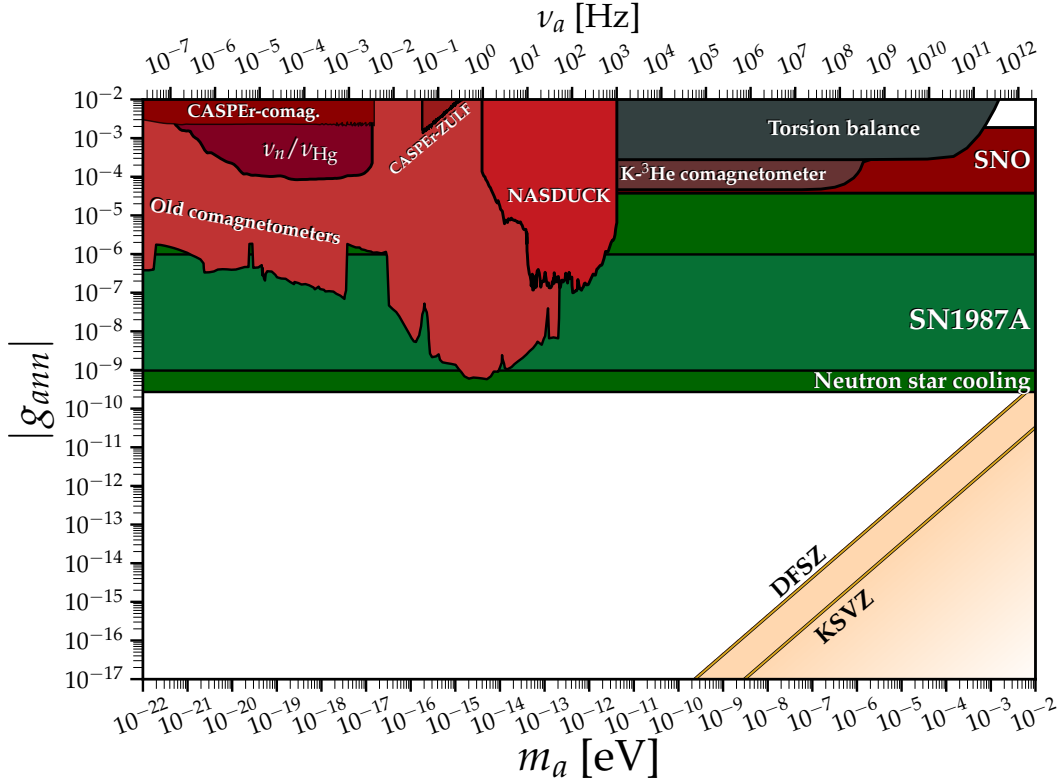 ν_a [Hz]
10^−7 10^−6 10^−5 10^−4 10^−3 10^−2 10^−1 10^0 10^1 10^2 10^3 10^4 10^5 10^6 10^7 10^8 10^9 10^10 10^11 10^12
10^−2
10^−3
10^−4
10^−5
10^−6
10^−7
10^−8
10^−9
10^−10
10^−11
10^−12
10^−13
10^−14
10^−15
10^−16
10^−17
|g_ann|
CASPEr-comag.
ν_n/ν_Hg
CASPEr-ZULF
Torsion balance
SNO
K-³He comagnetometer
NASDUCK
Old comagnetometers
SN1987A
Neutron star cooling
DFSZ
KSVZ
10^−22 10^−21 10^−20 10^−19 10^−18 10^−17 10^−16 10^−15 10^−14 10^−13 10^−12 10^−11 10^−10 10^−9 10^−8 10^−7 10^−6 10^−5 10^−4 10^−3 10^−2
m_a [eV]